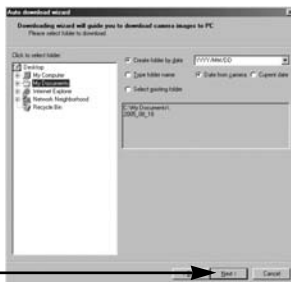 Auto download wizard
Downloading wizard will guide you to download camera images to PC
Please select folder to download.
Click to select folder
Desktop
My Computer
My Documents
Internet Explorer
Network Neighborhood
Recycle Bin
Create folder by date
YYYY/MM/DD
Type folder name
Date from camera
Current date
Select existing folder
C:\My Documents\
2005_08_18
Next >
Cancel